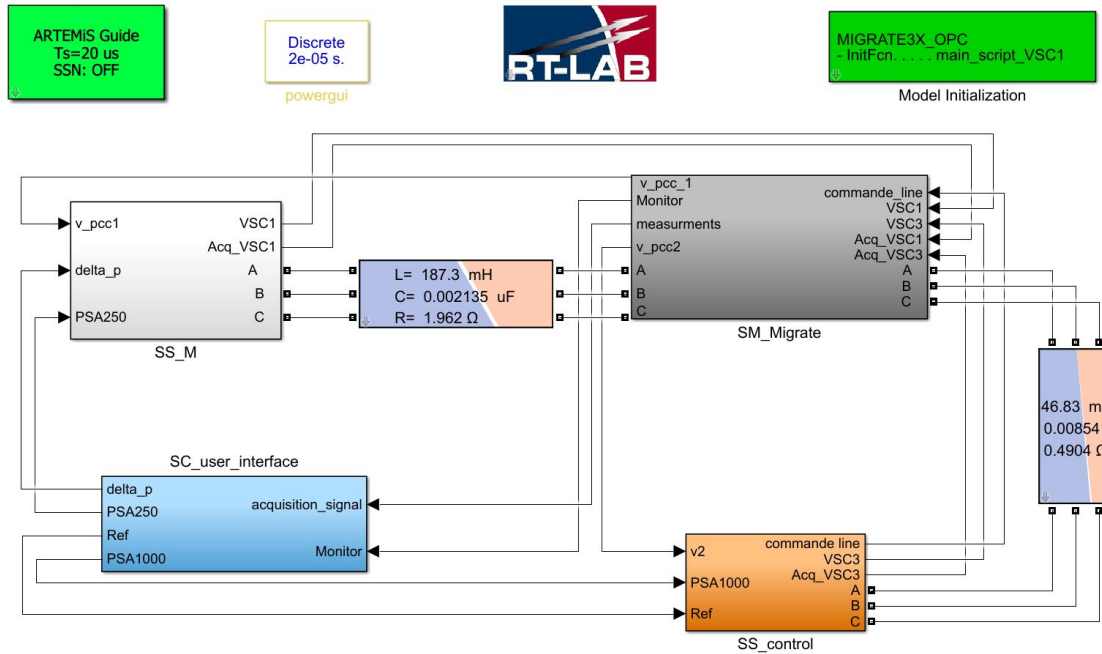 ARTEMiS Guide
Ts=20 us
SSN: OFF
Discrete
2e-05 s.
powergui
RT-LAB
MIGRATE3X_OPC
- InitFcn. . . . . main_script_VSC1
Model Initialization
v_pcc1
delta_p
PSA250
VSC1
Acq_VSC1
A
B
C
SS_M
L= 187.3 mH
C= 0.002135 uF
R= 1.962 Ω
v_pcc_1
Monitor
measurments
v_pcc2
A
B
C
commande_line
VSC1
VSC3
Acq_VSC1
Acq_VSC3
A
B
C
SM_Migrate
46.83 m
0.00854
0.4904 Ω
SC_user_interface
delta_p
PSA250
Ref
PSA1000
acquisition_signal
Monitor
v2
PSA1000
Ref
commande line
VSC3
Acq_VSC3
A
B
C
SS_control